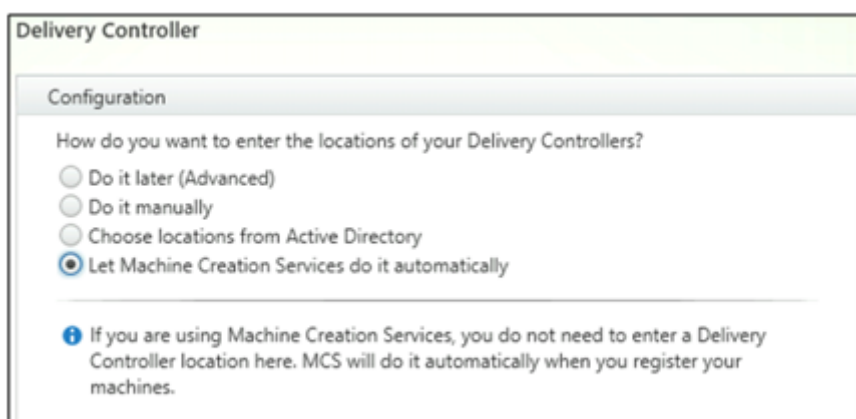 Delivery Controller
Configuration
How do you want to enter the locations of your Delivery Controllers?
Do it later (Advanced)
Do it manually
Choose locations from Active Directory
Let Machine Creation Services do it automatically
If you are using Machine Creation Services, you do not need to enter a Delivery
Controller location here. MCS will do it automatically when you register your
machines.